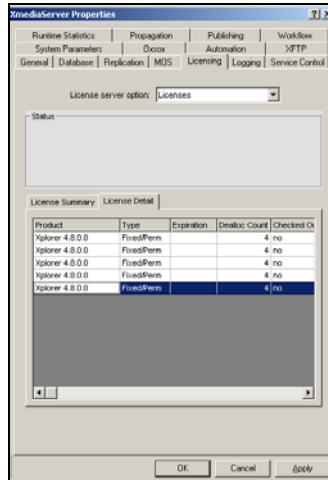 XmediaServer Properties
Runtime Statistics Propagation Publishing Workflow
System Parameters Oxsox Automation XFTP
General Database Replication MOS Licensing Logging Service Control
License server option: Licenses
Status
License Summary License Detail
Product Type Expiration Dealloc Count Checked Ou
Xplorer 4.8.0.0 Fixed/Perm 4 no
Xplorer 4.8.0.0 Fixed/Perm 4 no
Xplorer 4.8.0.0 Fixed/Perm 4 no
Xplorer 4.8.0.0 Fixed/Perm 4 no
Xplorer 4.8.0.0 Fixed/Perm 4 no
OK Cancel Apply